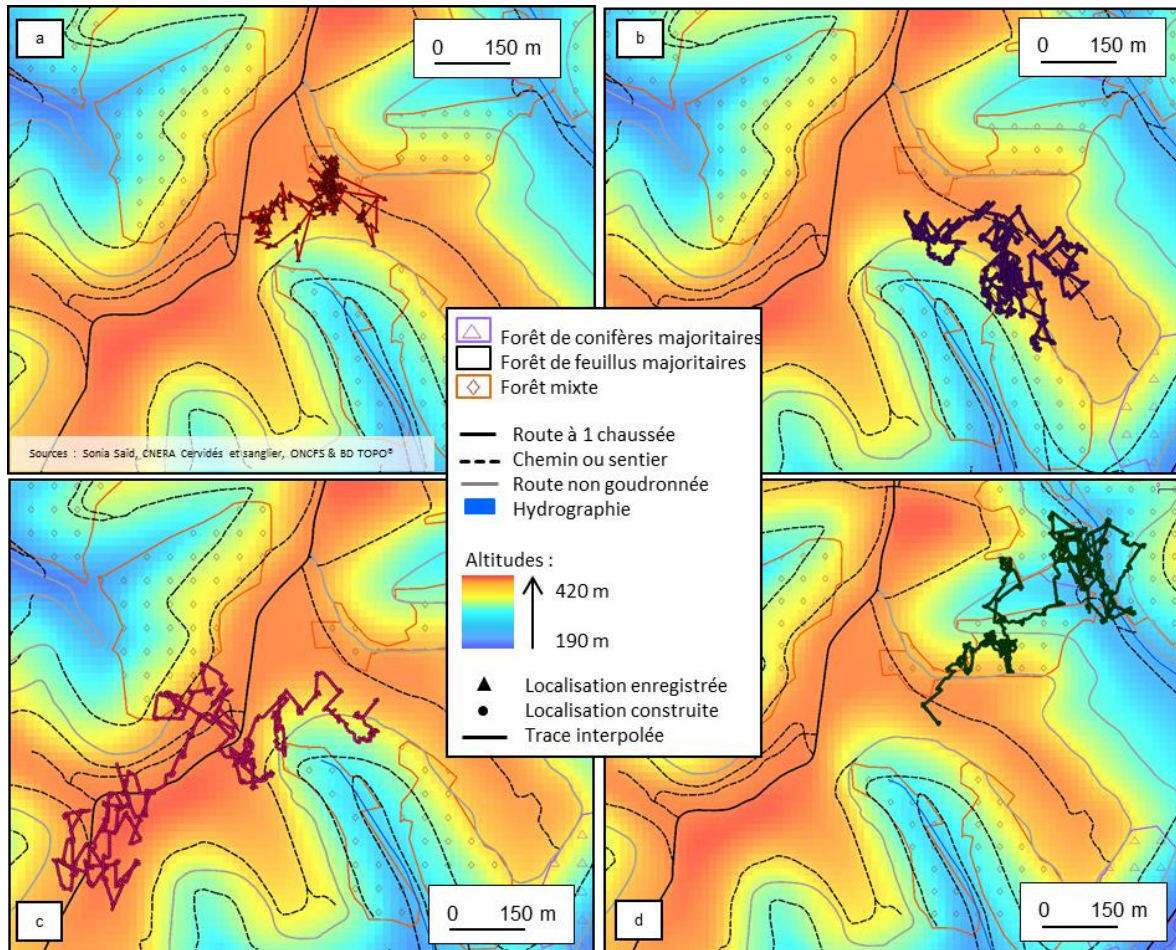 a
0 150 m
b
0 150 m
Forêt de conifères majoritaires
Forêt de feuillus majoritaires
Forêt mixte
Route à 1 chaussée
Chemin ou sentier
Route non goudronnée
Hydrographie
Altitudes :
420 m
190 m
Localisation enregistrée
Localisation construite
Trace interpolée
Sources : Sonia Saïd, CNERA Cervidés et sanglier, ONCFS & BD TOPO®
c
0 150 m
d
0 150 m